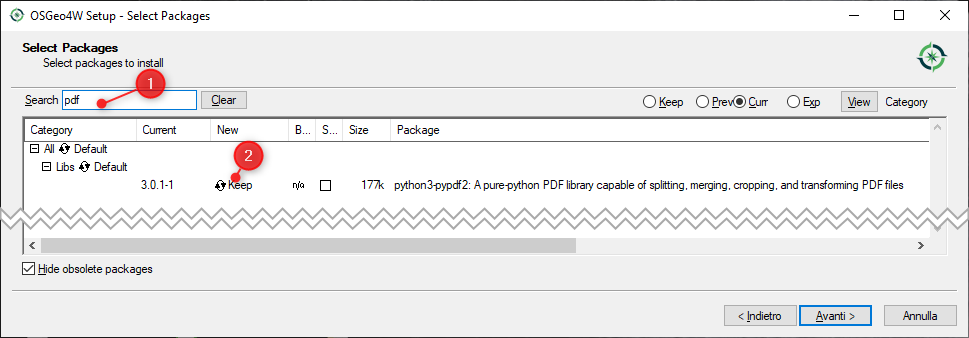 OSGeo4W Setup - Select Packages
Select Packages
Select packages to install
1
Search pdf Clear Keep Prev Curr Exp View Category
Category Current New B... S... Size Package
All Default
2
Libs Default
3.0.1-1 Keep n/a 177k python3-pypdf2: A pure-python PDF library capable of splitting, merging, cropping, and transforming PDF files
Hide obsolete packages
< Indietro Avanti > Annulla